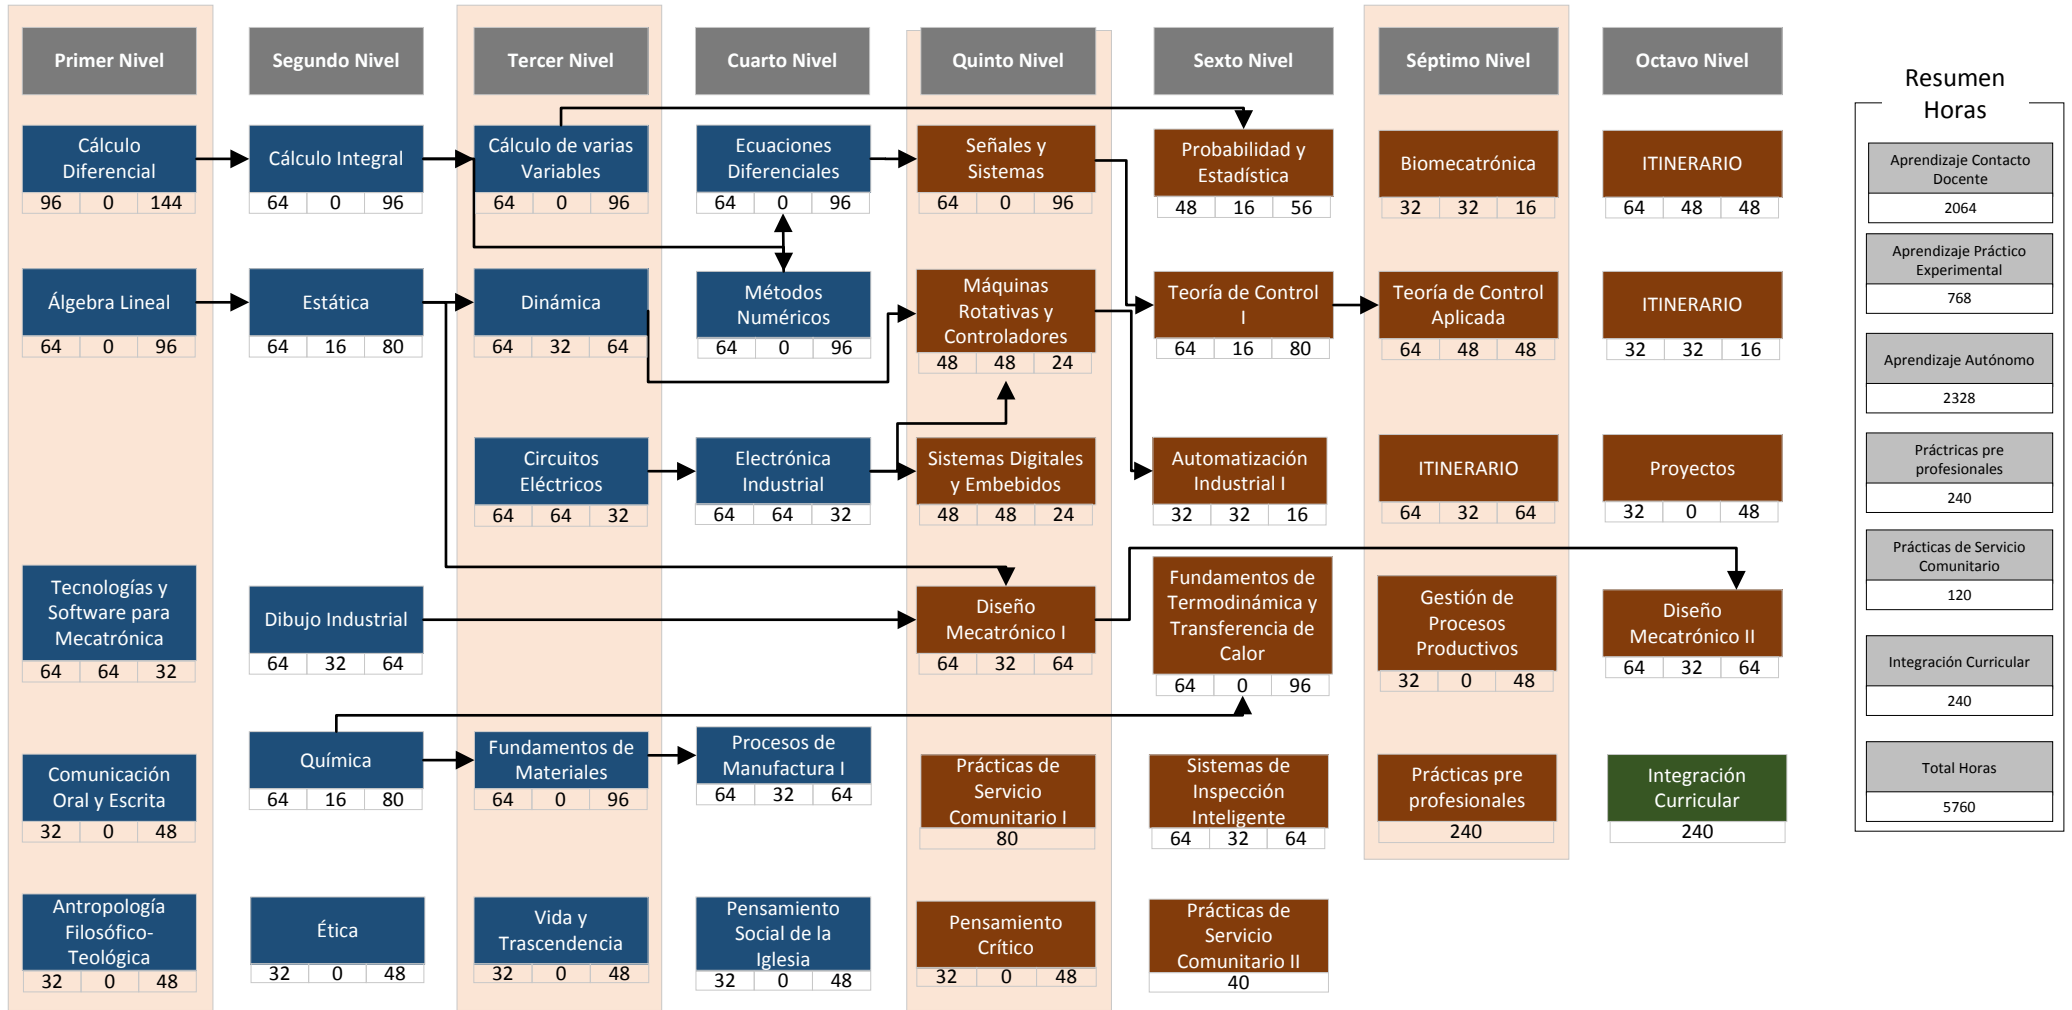 Primer Nivel
Segundo Nivel
Tercer Nivel
Cuarto Nivel
Quinto Nivel
Sexto Nivel
Séptimo Nivel
Octavo Nivel
Cálculo
Diferencial
96 0 144
Cálculo Integral
64 0 96
Cálculo de varias
Variables
64 0 96
Ecuaciones
Diferenciales
64 0 96
Señales y
Sistemas
64 0 96
Probabilidad y
Estadística
48 16 56
Biomecatrónica
32 32 16
ITINERARIO
64 48 48
Álgebra Lineal
64 0 96
Estática
64 16 80
Dinámica
64 32 64
Métodos
Numéricos
64 0 96
Máquinas
Rotativas y
Controladores
48 48 24
Teoría de Control
I
64 16 80
Teoría de Control
Aplicada
64 48 48
ITINERARIO
32 32 16
Circuitos
Eléctricos
64 64 32
Electrónica
Industrial
64 64 32
Sistemas Digitales
y Embebidos
48 48 24
Automatización
Industrial I
32 32 16
ITINERARIO
64 32 64
Proyectos
32 0 48
Tecnologías y
Software para
Mecatrónica
64 64 32
Dibujo Industrial
64 32 64
Diseño
Mecatrónico I
64 32 64
Fundamentos de
Termodinámica y
Transferencia de
Calor
64 0 96
Gestión de
Procesos
Productivos
32 0 48
Diseño
Mecatrónico II
64 32 64
Comunicación
Oral y Escrita
32 0 48
Química
64 16 80
Fundamentos de
Materiales
64 0 96
Procesos de
Manufactura I
64 32 64
Prácticas de
Servicio
Comunitario I
80
Sistemas de
Inspección
Inteligente
64 32 64
Prácticas pre
profesionales
240
Integración
Curricular
240
Antropología
Filosófico-
Teológica
32 0 48
Ética
32 0 48
Vida y
Trascendencia
32 0 48
Pensamiento
Social de la
Iglesia
32 0 48
Pensamiento
Crítico
32 0 48
Prácticas de
Servicio
Comunitario II
40
Resumen
Horas
Aprendizaje Contacto
Docente
2064
Aprendizaje Práctico
Experimental
768
Aprendizaje Autónomo
2328
Práctricas pre
profesionales
240
Prácticas de Servicio
Comunitario
120
Integración Curricular
240
Total Horas
5760